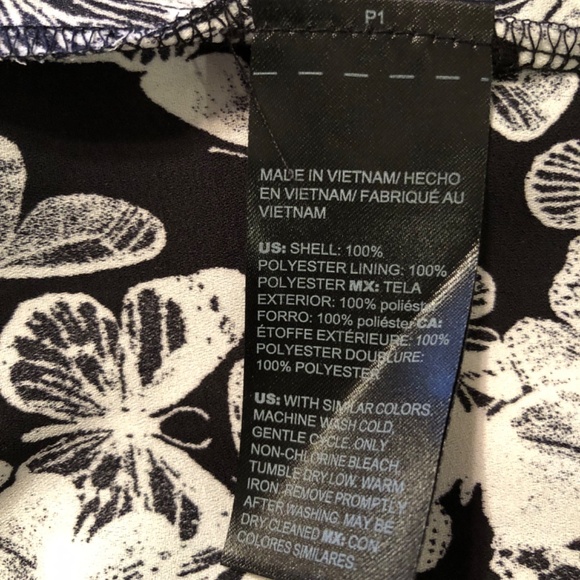 P1
MADE IN VIETNAM/ HECHO
EN VIETNAM/ FABRIQUÉ AU
VIETNAM
US: SHELL: 100%
POLYESTER LINING: 100%
POLYESTER MX: TELA
EXTERIOR: 100% poliéster
FORRO: 100% poliéster CA:
ÉTOFFE EXTÉRIEURE: 100%
POLYESTER DOUBLURE:
100% POLYESTER
US: WITH SIMILAR COLORS.
MACHINE WASH COLD,
GENTLE CYCLE. ONLY
NON-CHLORINE BLEACH.
TUMBLE DRY LOW. WARM
IRON. REMOVE PROMPTLY
AFTER WASHING. MAY BE
DRY CLEANED MX: CON
COLORES SIMILARES.